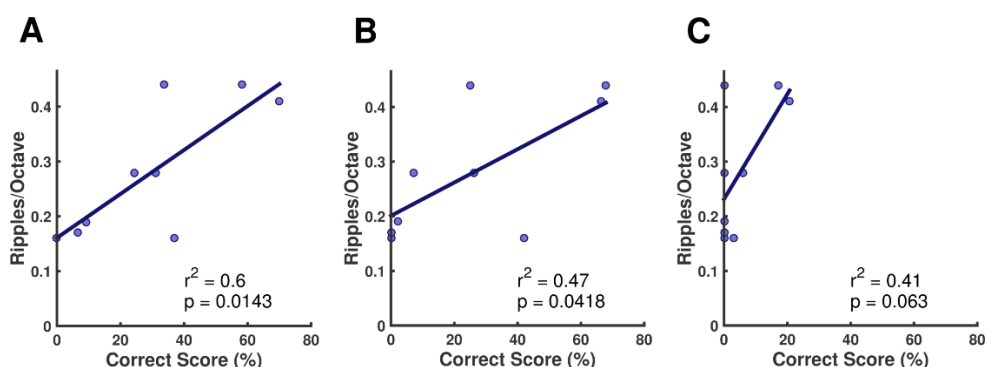 A
Ripples/Octave
0.4
0.3
0.2
0.1
0
0 20 40 60 80
Correct Score (%)
r² = 0.6
p = 0.0143
B
Ripples/Octave
0.4
0.3
0.2
0.1
0
0 20 40 60 80
Correct Score (%)
r² = 0.47
p = 0.0418
C
Ripples/Octave
0.4
0.3
0.2
0.1
0
0 20 40 60 80
Correct Score (%)
r² = 0.41
p = 0.063